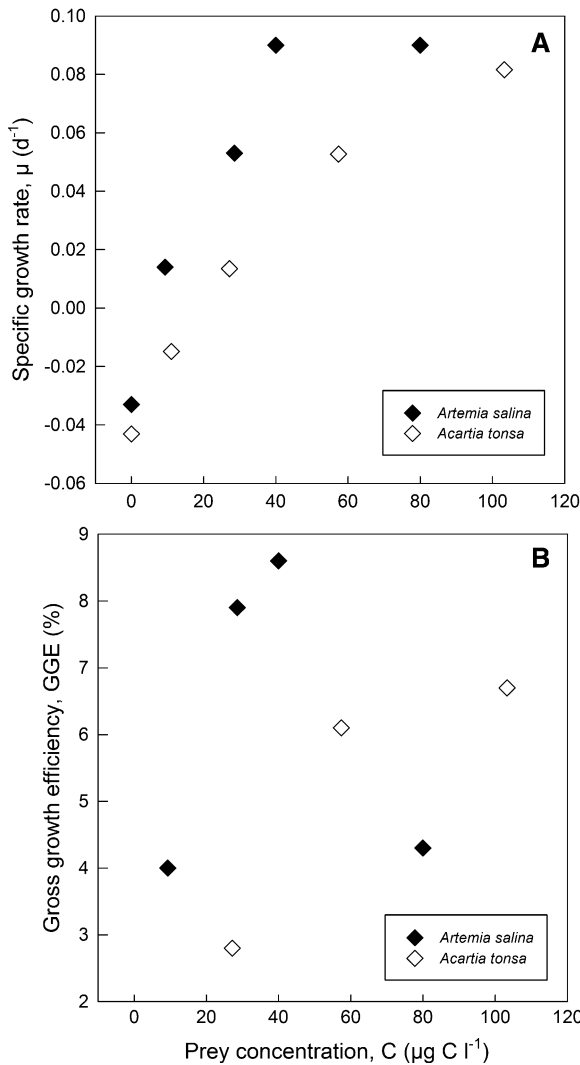 0.10
A
0.08
0.06
0.04
0.02
0.00
-0.02
-0.04
-0.06
Specific growth rate, µ (d⁻¹)
Artemia salina
Acartia tonsa
0 20 40 60 80 100 120
9
B
8
7
6
5
4
3
2
Gross growth efficiency, GGE (%)
Artemia salina
Acartia tonsa
0 20 40 60 80 100 120
Prey concentration, C (µg C l⁻¹)